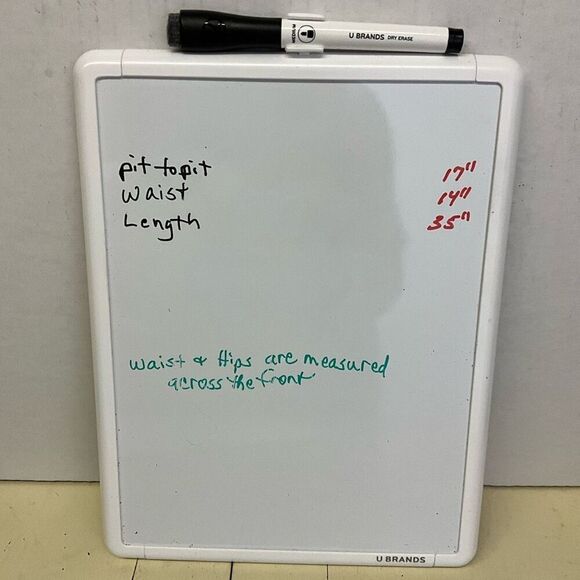 MEDIUM U BRANDS DRY ERASE
pit to pit 17"
Waist 14"
Length 35"
Waist & Hips are measured
across the front
U BRANDS